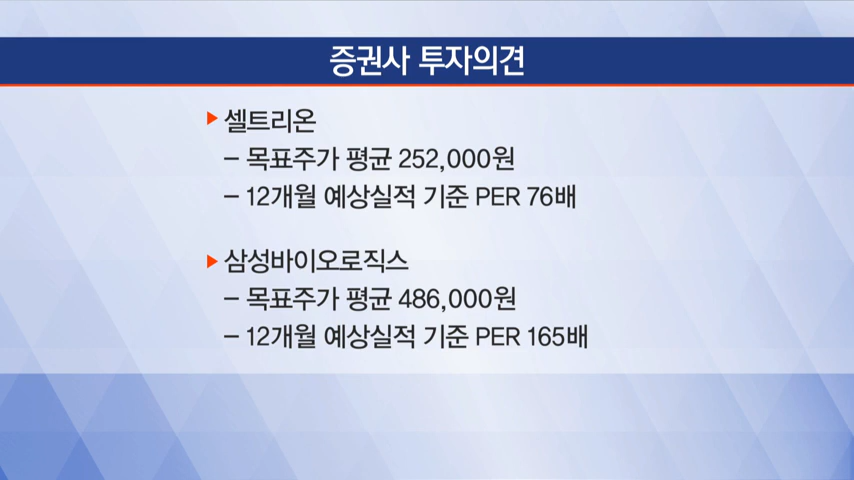 증권사 투자의견
▶ 셀트리온
– 목표주가 평균 252,000원
– 12개월 예상실적 기준 PER 76배
▶ 삼성바이오로직스
– 목표주가 평균 486,000원
– 12개월 예상실적 기준 PER 165배